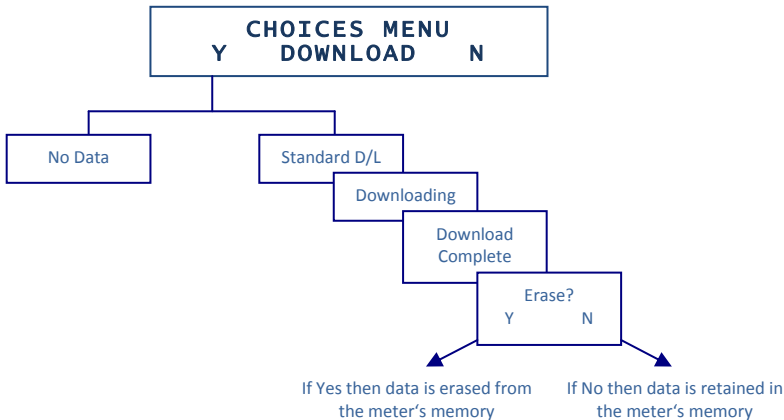 CHOICES MENU
Y DOWNLOAD N
No Data
Standard D/L
Downloading
Download
Complete
Erase?
Y N
If Yes then data is erased from
the meter‘s memory
If No then data is retained in
the meter‘s memory